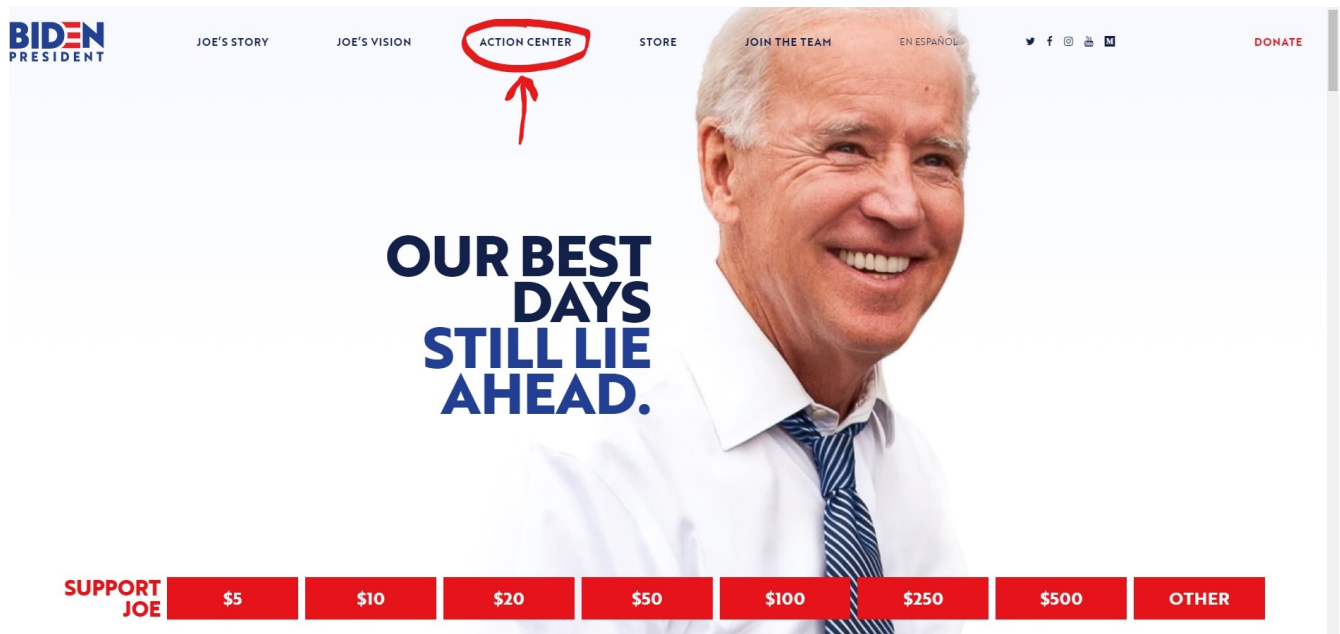 BIDEN
PRESIDENT
JOE'S STORY
JOE'S VISION
ACTION CENTER
STORE
JOIN THE TEAM
EN ESPAÑOL
DONATE
OUR BEST
DAYS
STILL LIE
AHEAD.
SUPPORT
JOE
$5
$10
$20
$50
$100
$250
$500
OTHER